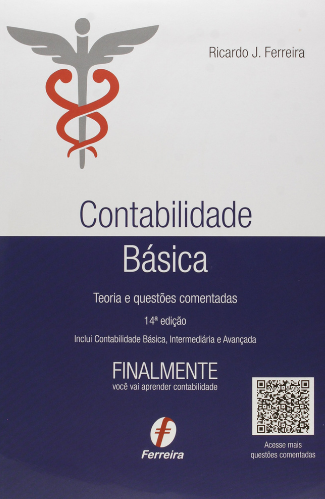 Ricardo J. Ferreira
Contabilidade
Básica
Teoria e questões comentadas
14ª edição
Inclui Contabilidade Básica, Intermediária e Avançada
FINALMENTE
você vai aprender contabilidade
Ferreira
Acesse mais
questões comentadas